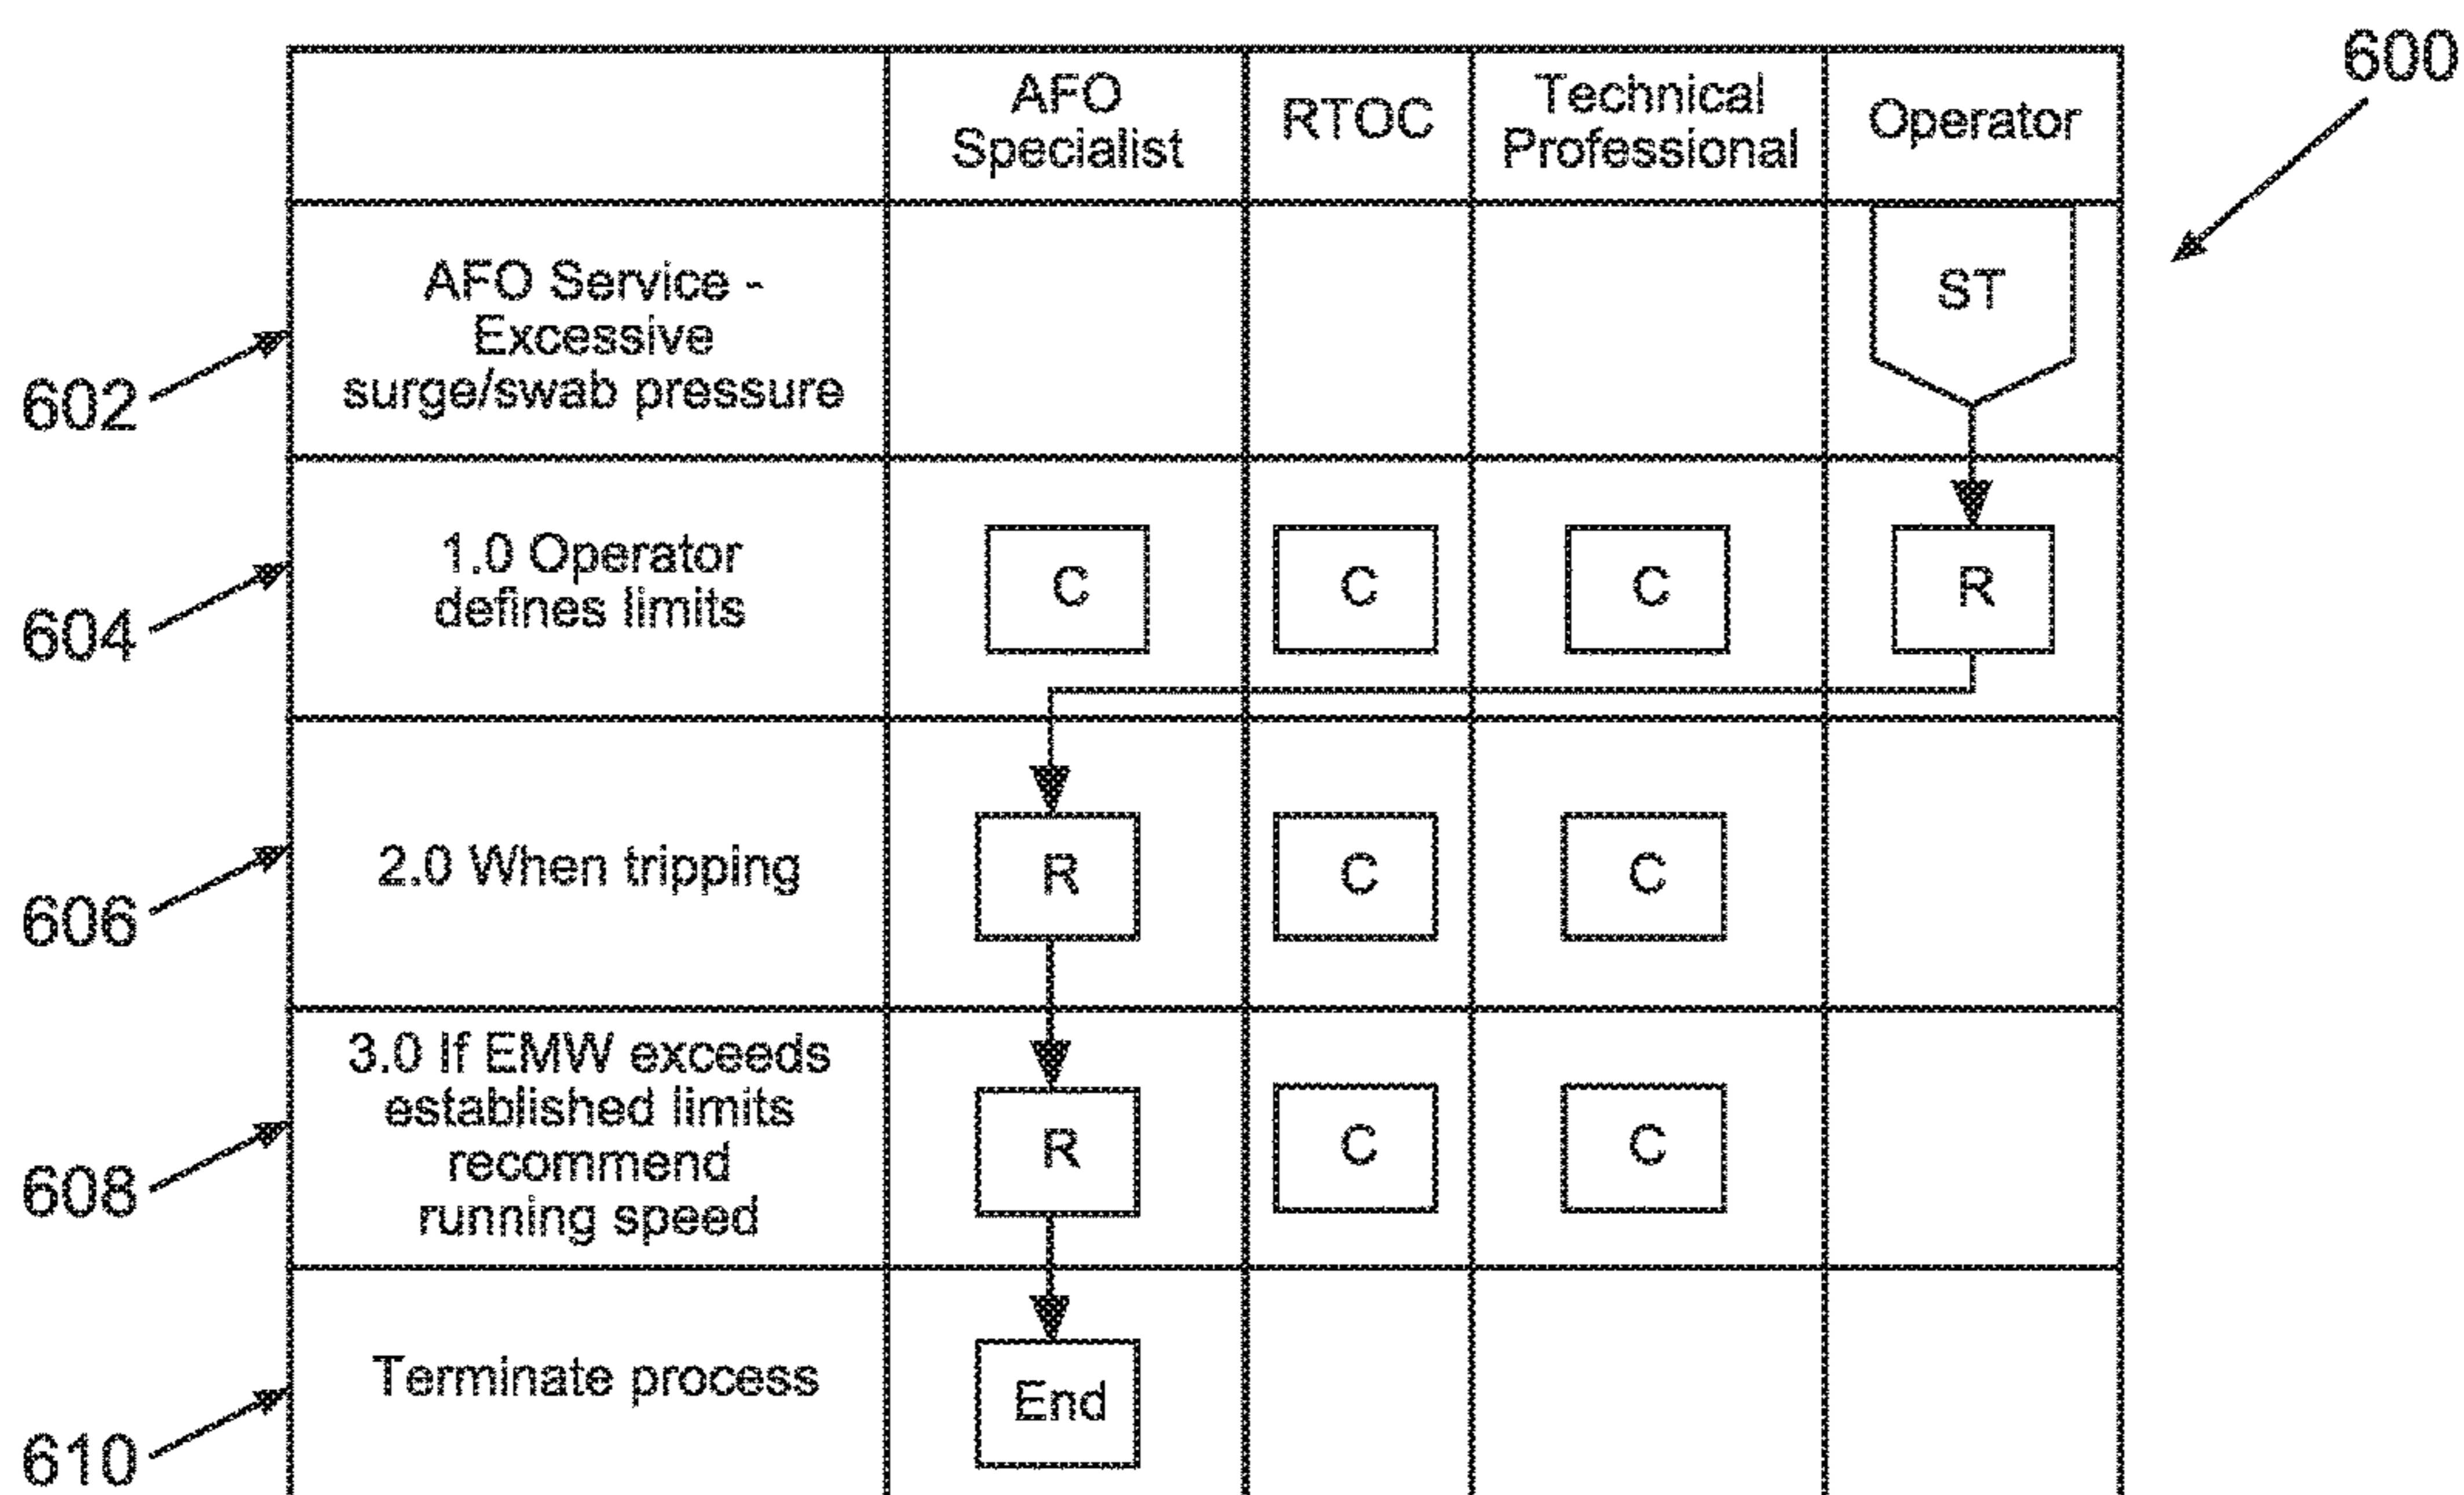 600
AFO
Specialist
RTOC
Technical
Professional
Operator
602
AFO Service -
Excessive
surge/swab pressure
ST
604
1.0 Operator
defines limits
C
C
C
R
606
2.0 When tripping
R
C
C
608
3.0 If EMW exceeds
established limits
recommend
running speed
R
C
C
610
Terminate process
End